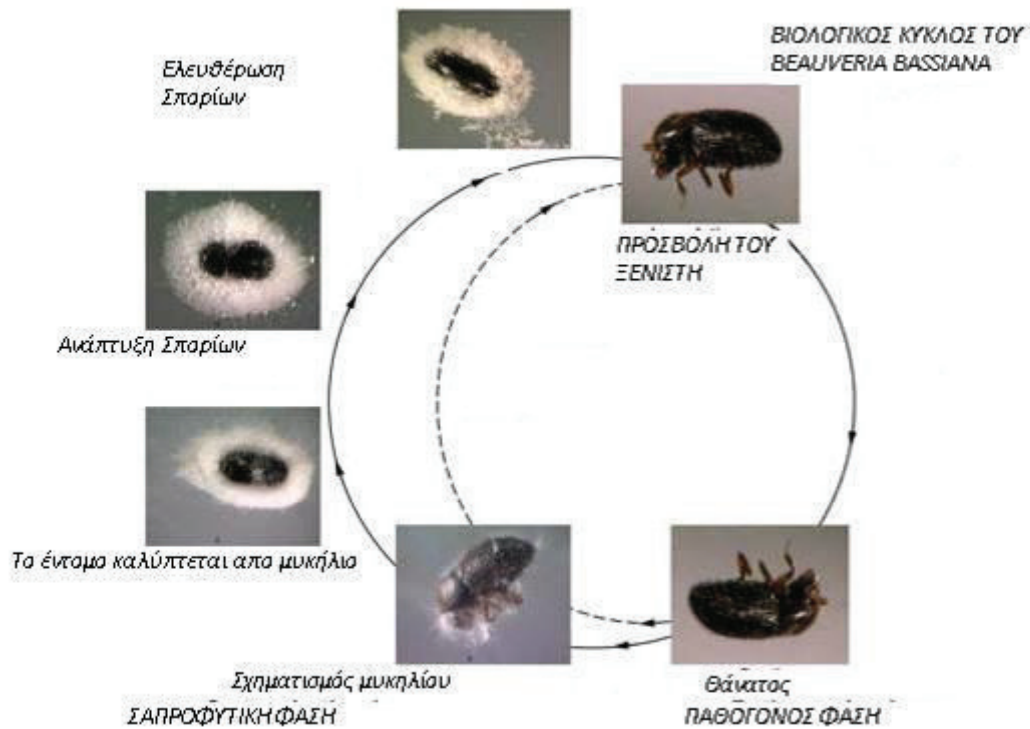 ΒΙΟΛΟΓΙΚΟΣ ΚΥΚΛΟΣ ΤΟΥ
BEAUVERIA BASSIANA
Ελευθέρωση
Σπορίων
ΠΡΟΣΒΟΛΗ ΤΟΥ
ΞΕΝΙΣΤΗ
Ανάπτυξη Σπορίων
Το έντομο καλύπτεται απο μυκήλιο
Σχηματισμός μυκηλίου
ΣΑΠΡΟΦΥΤΙΚΗ ΦΑΣΗ
Θάνατος
ΠΑΘΟΓΟΝΟΣ ΦΑΣΗ